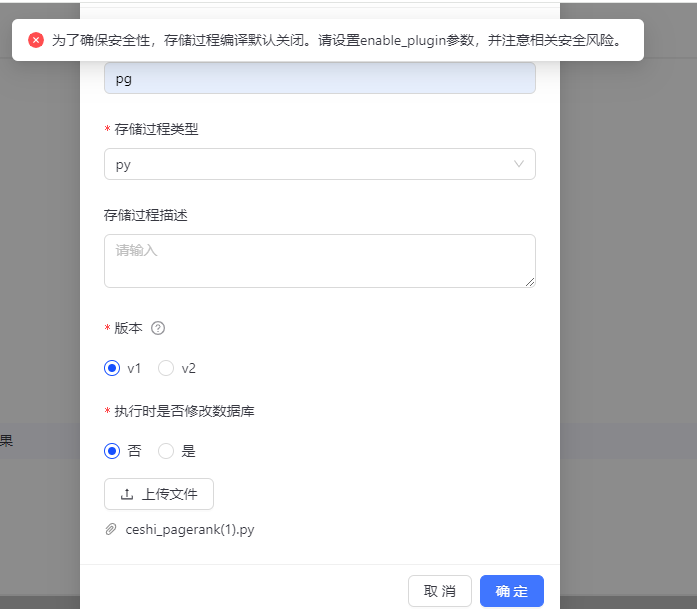 为了确保安全性，存储过程编译默认关闭。请设置enable_plugin参数，并注意相关安全风险。
pg
* 存储过程类型
py
存储过程描述
请输入
* 版本
v1 v2
* 执行时是否修改数据库
果
否 是
上传文件
ceshi_pagerank(1).py
取 消 确 定